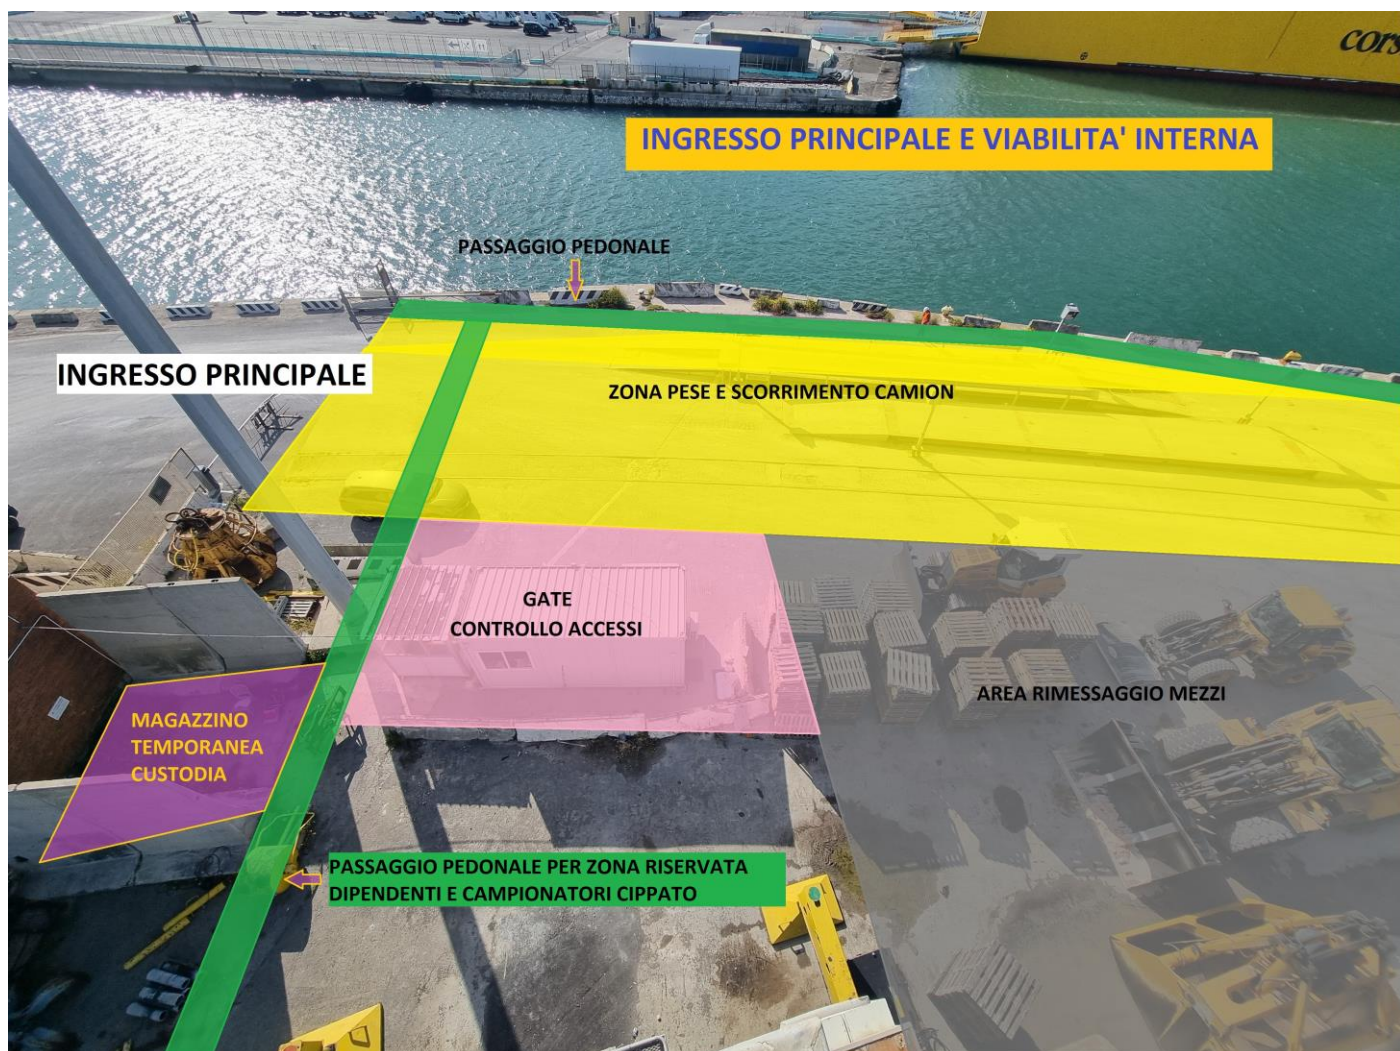 cors
INGRESSO PRINCIPALE E VIABILITA' INTERNA
PASSAGGIO PEDONALE
INGRESSO PRINCIPALE
ZONA PESE E SCORRIMENTO CAMION
GATE
CONTROLLO ACCESSI
AREA RIMESSAGGIO MEZZI
MAGAZZINO
TEMPORANEA
CUSTODIA
PASSAGGIO PEDONALE PER ZONA RISERVATA
DIPENDENTI E CAMPIONATORI CIPPATO